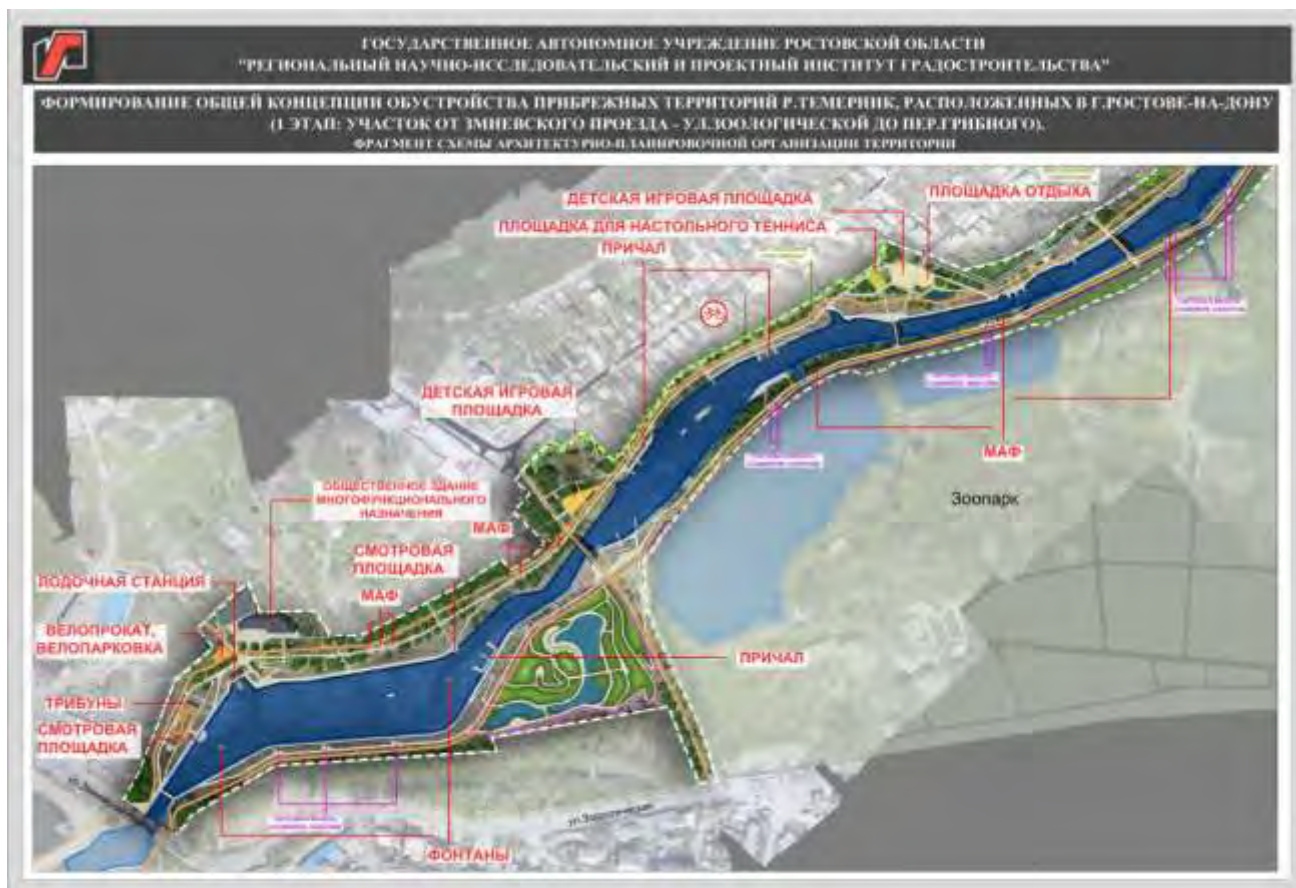 ГОСУДАРСТВЕННОЕ АВТОНОМНОЕ УЧРЕЖДЕНИЕ РОСТОВСКОЙ ОБЛАСТИ
"РЕГИОНАЛЬНЫЙ НАУЧНО-ИССЛЕДОВАТЕЛЬСКИЙ И ПРОЕКТНЫЙ ИНСТИТУТ ГРАДОСТРОИТЕЛЬСТВА"
ФОРМИРОВАНИЕ ОБЩЕЙ КОНЦЕПЦИИ ОБУСТРОЙСТВА ПРИБРЕЖНЫХ ТЕРРИТОРИЙ Р.ТЕМЕРНИК, РАСПОЛОЖЕННЫХ В Г.РОСТОВЕ-НА-ДОНУ
(1 ЭТАП: УЧАСТОК ОТ ЗМИЕВСКОГО ПРОЕЗДА - УЛ.ЗООЛОГИЧЕСКОЙ ДО ПЕР.ГРИБНОГО).
ФРАГМЕНТ СХЕМЫ АРХИТЕКТУРНО-ПЛАНИРОВОЧНОЙ ОРГАНИЗАЦИИ ТЕРРИТОРИИ
ДЕТСКАЯ ИГРОВАЯ ПЛОЩАДКА
ПЛОЩАДКА ОТДЫХА
ПЛОЩАДКА ДЛЯ НАСТОЛЬНОГО ТЕННИСА
ПРИЧАЛ
ДЕТСКАЯ ИГРОВАЯ
ПЛОЩАДКА
МАФ
Зоопарк
ОБЩЕСТВЕННОЕ ЗДАНИЕ
МНОГОФУНКЦИОНАЛЬНОГО
НАЗНАЧЕНИЯ
МАФ
СМОТРОВАЯ
ПЛОЩАДКА
ЛОДОЧНАЯ СТАНЦИЯ
МАФ
ВЕЛОПРОКАТ,
ВЕЛОПАРКОВКА
ПРИЧАЛ
ТРИБУНЫ
СМОТРОВАЯ
ПЛОЩАДКА
ул.Зоологическая
ФОНТАНЫ